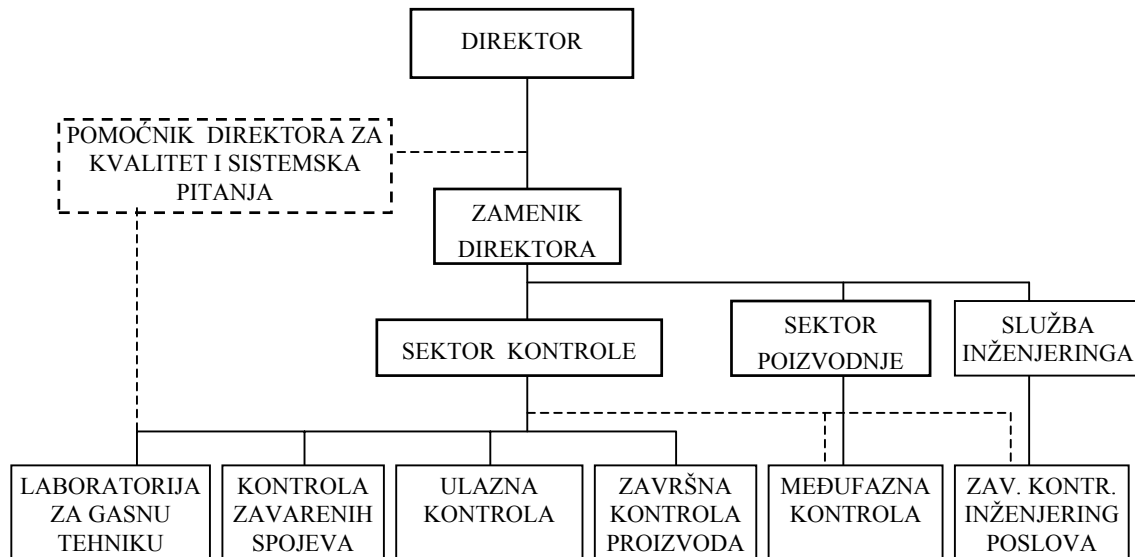 DIREKTOR
POMOĆNIK DIREKTORA ZA
KVALITET I SISTEMSKA
PITANJA
ZAMENIK
DIREKTORA
SEKTOR KONTROLE
SEKTOR
POIZVODNJE
SLUŽBA
INŽENJERINGA
LABORATORIJA
ZA GASNU
TEHNIKU
KONTROLA
ZAVARENIH
SPOJEVA
ULAZNA
KONTROLA
ZAVRŠNA
KONTROLA
PROIZVODA
MEĐUFAZNA
KONTROLA
ZAV. KONTR.
INŽENJERING
POSLOVA